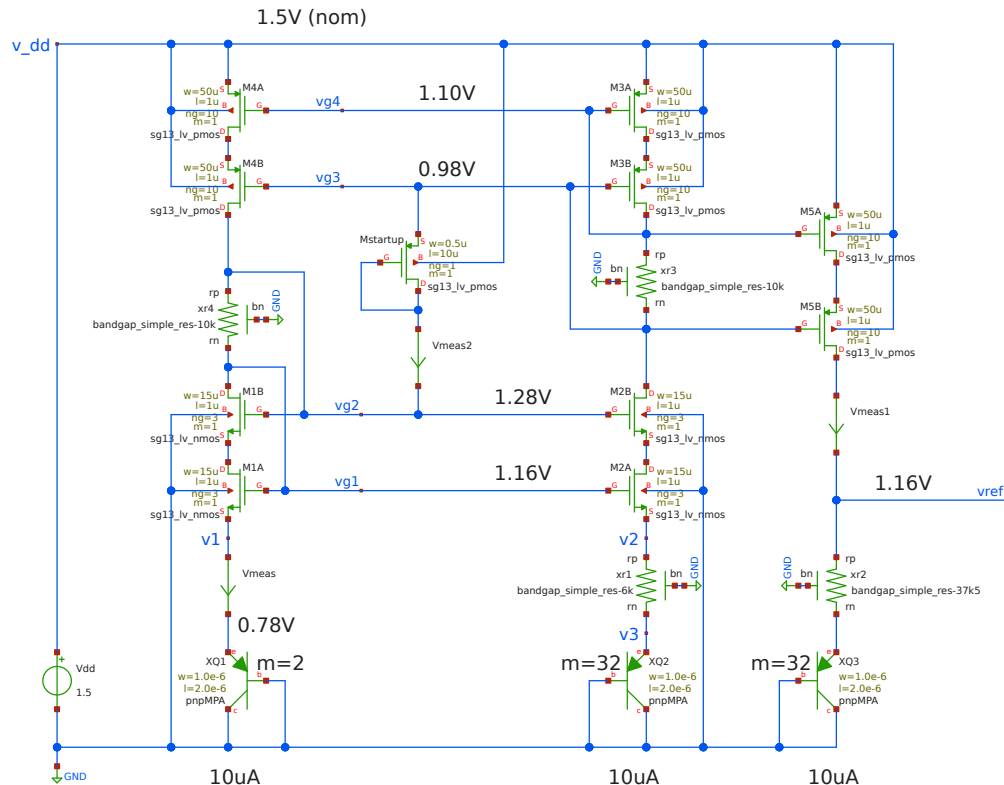 1.5V (nom)
v_dd
S
M4A
w=50u
l=1u
ng=10
m=1
B
G
D
sg13_lv_pmos
vg4
1.10V
S
M3A
w=50u
l=1u
ng=10
m=1
G
B
D
sg13_lv_pmos
S
M4B
w=50u
l=1u
ng=10
m=1
B
G
D
sg13_lv_pmos
vg3
0.98V
S
M3B
w=50u
l=1u
ng=10
m=1
G
B
D
sg13_lv_pmos
S
M5A
w=50u
l=1u
ng=10
m=1
G
B
D
sg13_lv_pmos
Mstartup
S
w=0.5u
l=10u
ng=1
m=1
G
B
D
sg13_lv_pmos
GND
bn
rp
xr3
bandgap_simple_res-10k
rn
rp
xr4
bn
GND
bandgap_simple_res-10k
rn
S
M5B
w=50u
l=1u
ng=10
m=1
G
B
D
sg13_lv_pmos
Vmeas2
D
M1B
w=15u
l=1u
ng=3
m=1
B
G
S
sg13_lv_nmos
vg2
1.28V
D
M2B
w=15u
l=1u
ng=3
m=1
G
B
S
sg13_lv_nmos
Vmeas1
D
M1A
w=15u
l=1u
ng=3
m=1
B
G
S
sg13_lv_nmos
vg1
1.16V
D
M2A
w=15u
l=1u
ng=3
m=1
G
B
S
sg13_lv_nmos
1.16V
vref
v1
v2
Vmeas
rp
xr1
bn
GND
bandgap_simple_res-6k
rn
GND
bn
rp
xr2
bandgap_simple_res-37k5
rn
0.78V
v3
+
Vdd
1.5
e
XQ1
m=2
w=1.0e-6
l=2.0e-6
pnpMPA
b
c
m=32
e
XQ2
w=1.0e-6
l=2.0e-6
pnpMPA
b
c
m=32
e
XQ3
w=1.0e-6
l=2.0e-6
pnpMPA
b
c
GND
10uA
10uA
10uA